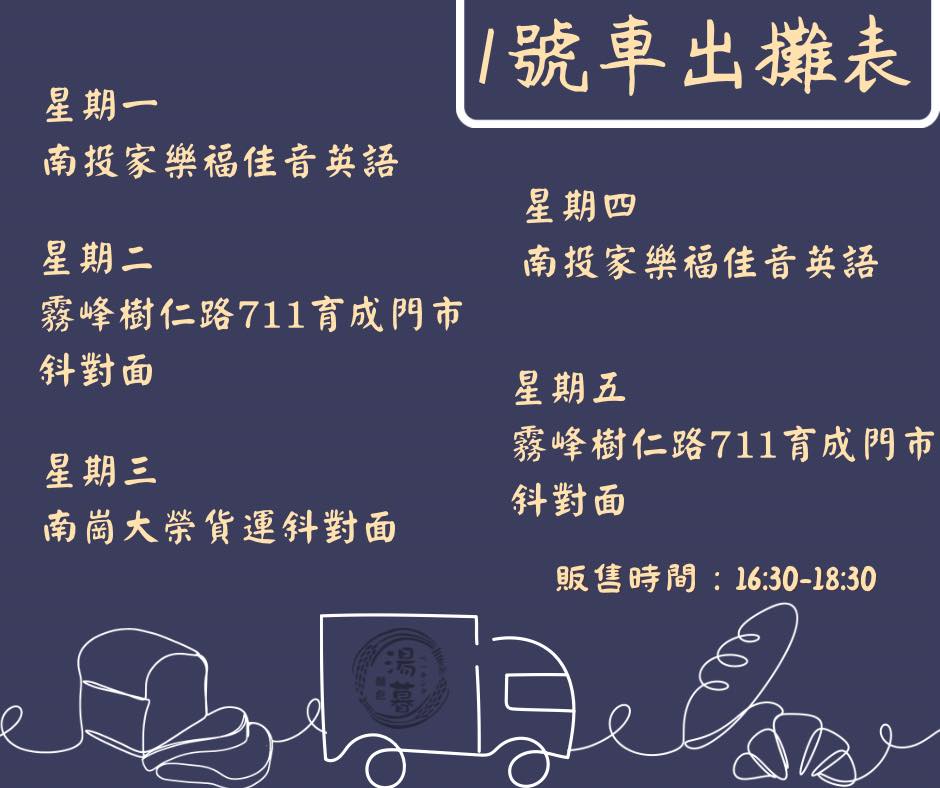 1號車出攤表
星期一
南投家樂福佳音英語
星期二
霧峰樹仁路711育成門市
斜對面
星期三
南崗大榮貨運斜對面
星期四
南投家樂福佳音英語
星期五
霧峰樹仁路711育成門市
斜對面
販售時間：16:30-18:30
湯暮